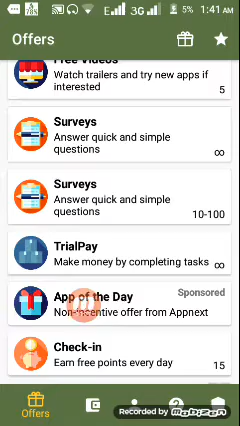 E 3G 5% 1:41 AM
Offers
Free Videos
Watch trailers and try new apps if
interested
5
Surveys
Answer quick and simple
questions
∞
Surveys
Answer quick and simple
questions
10-100
TrialPay
Make money by completing tasks ∞
App of the Day Sponsored
Non-incentive offer from Appnext
Check-in
Earn free points every day 15
Offers
Recorded by mobizen